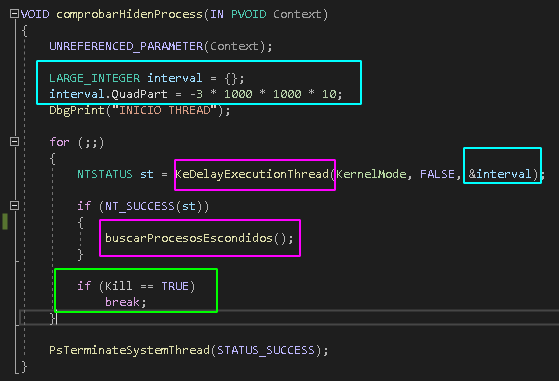 VOID comprobarHidenProcess(IN PVOID Context)
{
UNREFERENCED_PARAMETER(Context);
LARGE_INTEGER interval = {};
interval.QuadPart = -3 * 1000 * 1000 * 10;
DbgPrint("INICIO THREAD");
for (;;)
{
NTSTATUS st = KeDelayExecutionThread(KernelMode, FALSE, &interval);
if (NT_SUCCESS(st))
{
buscarProcesosEscondidos();
}
if (Kill == TRUE)
break;
}
PsTerminateSystemThread(STATUS_SUCCESS);
}